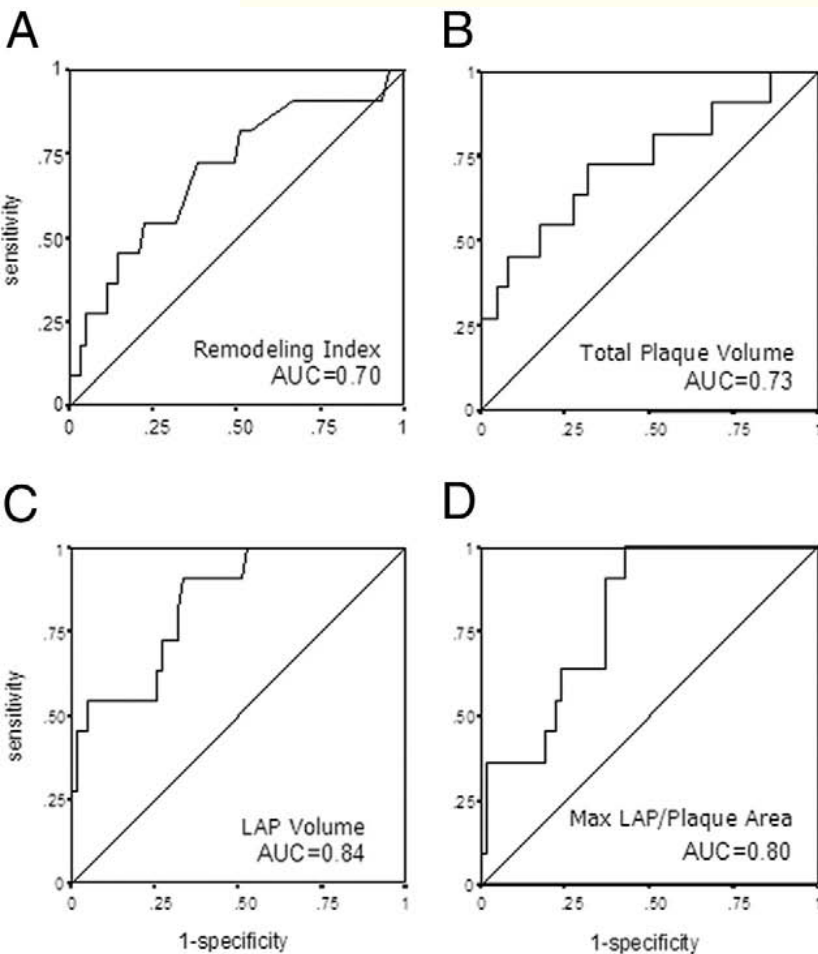 A
B
sensitivity
1
.75
.50
.25
0
Remodeling Index
AUC=0.70
0
.25
.50
.75
1
1
.75
.50
.25
0
Total Plaque Volume
AUC=0.73
0
.25
.50
.75
1
C
D
sensitivity
1
.75
.50
.25
0
LAP Volume
AUC=0.84
0
.25
.50
.75
1
1-specificity
1
.75
.50
.25
0
Max LAP/Plaque Area
AUC=0.80
0
.25
.50
.75
1
1-specificity